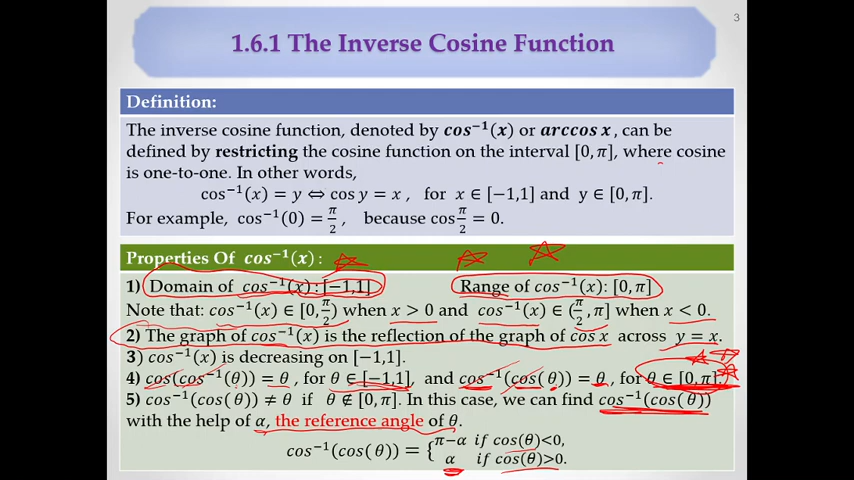 3
1.6.1 The Inverse Cosine Function
Definition:
The inverse cosine function, denoted by cos⁻¹(x) or arccos x , can be
defined by restricting the cosine function on the interval [0, π], where cosine
is one-to-one. In other words,
cos⁻¹(x) = y ⇔ cos y = x , for x ∈ [−1,1] and y ∈ [0, π].
For example, cos⁻¹(0) = π/2 , because cos π/2 = 0.
Properties Of cos⁻¹(x) :
1) Domain of cos⁻¹(x) : [−1,1] Range of cos⁻¹(x): [0, π]
Note that: cos⁻¹(x) ∈ [0, π/2) when x > 0 and cos⁻¹(x) ∈ (π/2 , π] when x < 0.
2) The graph of cos⁻¹(x) is the reflection of the graph of cos x across y = x.
3) cos⁻¹(x) is decreasing on [−1,1].
4) cos(cos⁻¹(θ)) = θ , for θ ∈ [−1,1], and cos⁻¹(cos( θ)) = θ, for θ ∈ [0, π].
5) cos⁻¹(cos(θ)) ≠ θ if θ ∉ [0, π]. In this case, we can find cos⁻¹(cos(θ))
with the help of α, the reference angle of θ.
cos⁻¹(cos( θ)) = { π−α if cos(θ)<0,
α if cos(θ)>0.